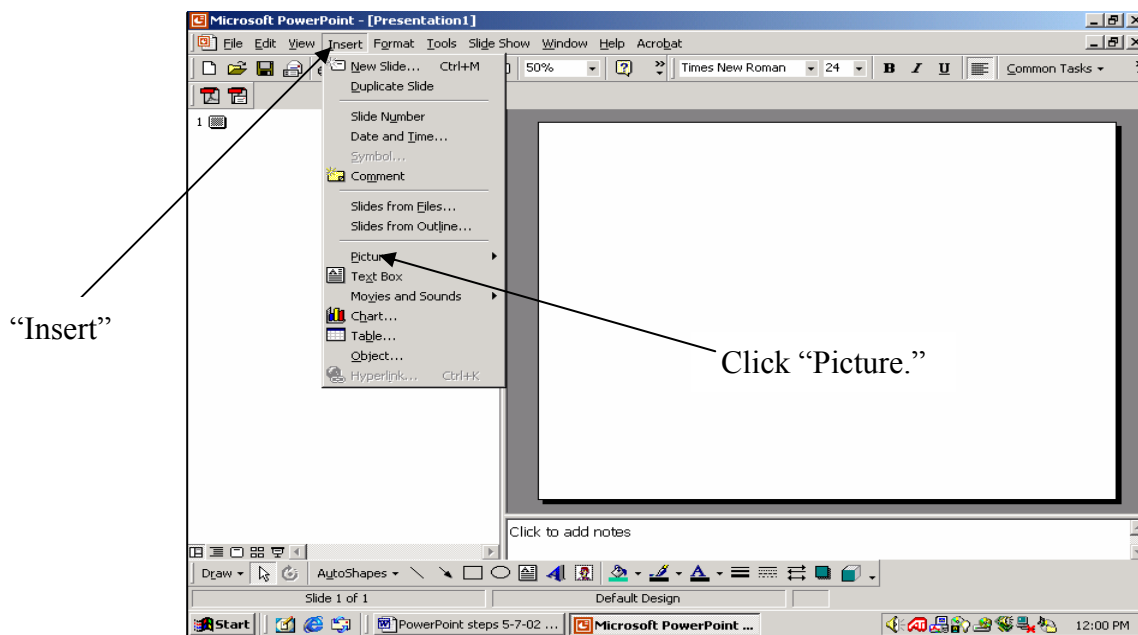 Microsoft PowerPoint - [Presentation1]
File Edit View Insert Format Tools Slide Show Window Help Acrobat
50% Times New Roman 24 B I U Common Tasks
New Slide... Ctrl+M
Duplicate Slide
1
Slide Number
Date and Time...
Symbol...
Comment
Slides from Files...
Slides from Outline...
Picture
Text Box
Movies and Sounds
Chart...
Table...
Object...
Hyperlink... Ctrl+K
“Insert”
Click “Picture.”
Click to add notes
Draw AutoShapes
Slide 1 of 1 Default Design
Start PowerPoint steps 5-7-02 ... Microsoft PowerPoint ... 12:00 PM